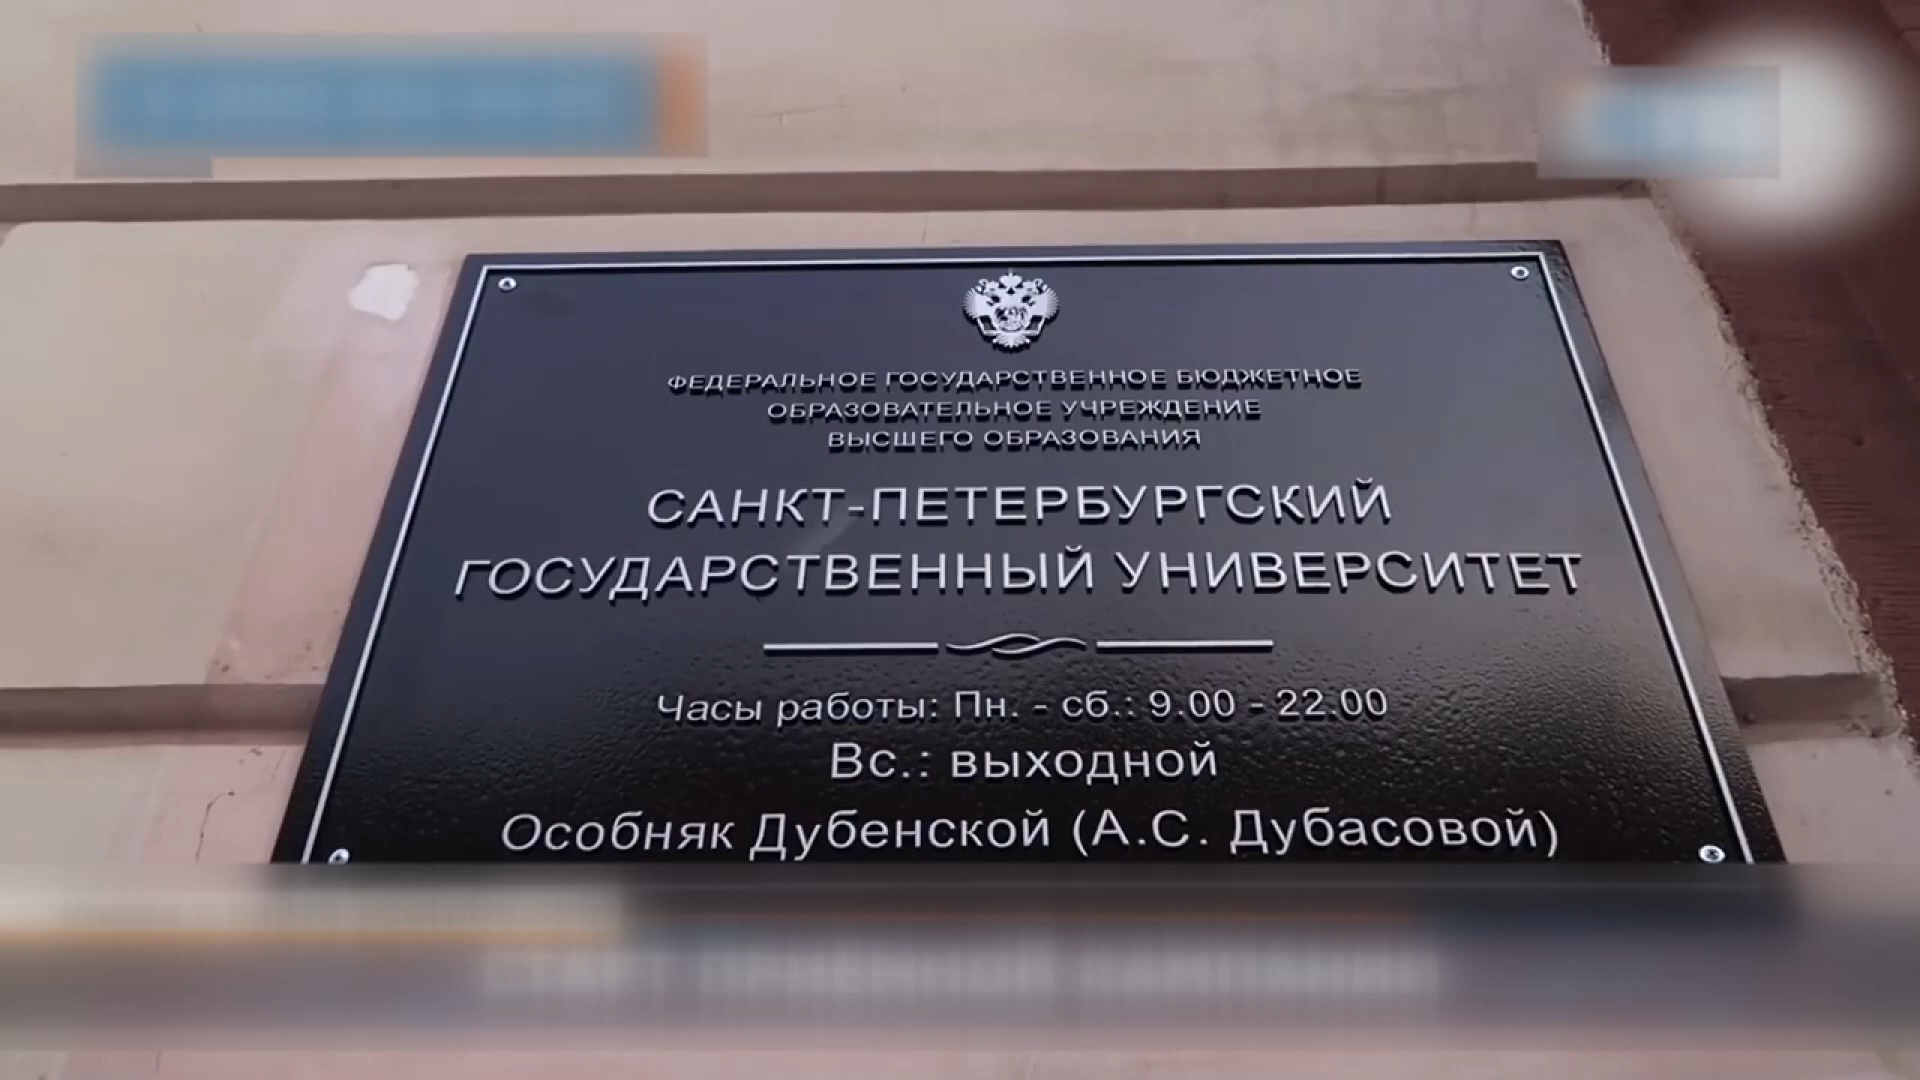 ФЕДЕРАЛЬНОЕ ГОСУДАРСТВЕННОЕ БЮДЖЕТНОЕ
ОБРАЗОВАТЕЛЬНОЕ УЧРЕЖДЕНИЕ
ВЫСШЕГО ОБРАЗОВАНИЯ
САНКТ-ПЕТЕРБУРГСКИЙ
ГОСУДАРСТВЕННЫЙ УНИВЕРСИТЕТ
Часы работы: Пн. - сб.: 9.00 - 22.00
Вс.: выходной
Особняк Дубенской (А.С. Дубасовой)